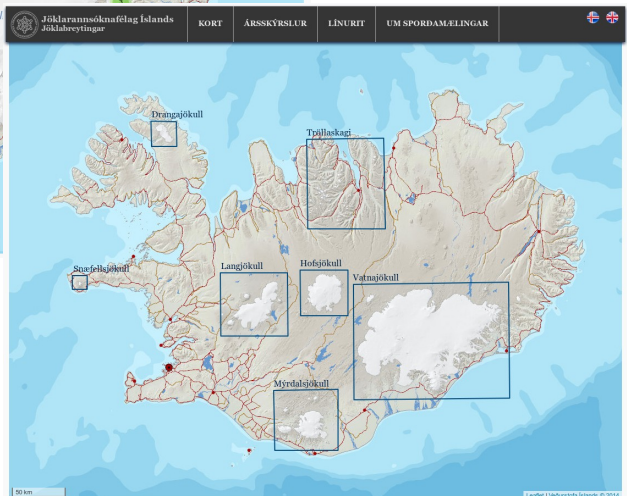 Jöklarannsóknafélag Íslands
Jöklabreytingar
KORT
ÁRSSKÝRSLUR
LÍNURIT
UM SPORÐAMÆLINGAR
Drangajökull
Tröllaskagi
Snæfellsjökull
Langjökull
Hofsjökull
Vatnajökull
Mýrdalsjökull
50 km
Leaflet | Veðurstofa Íslands © 2014